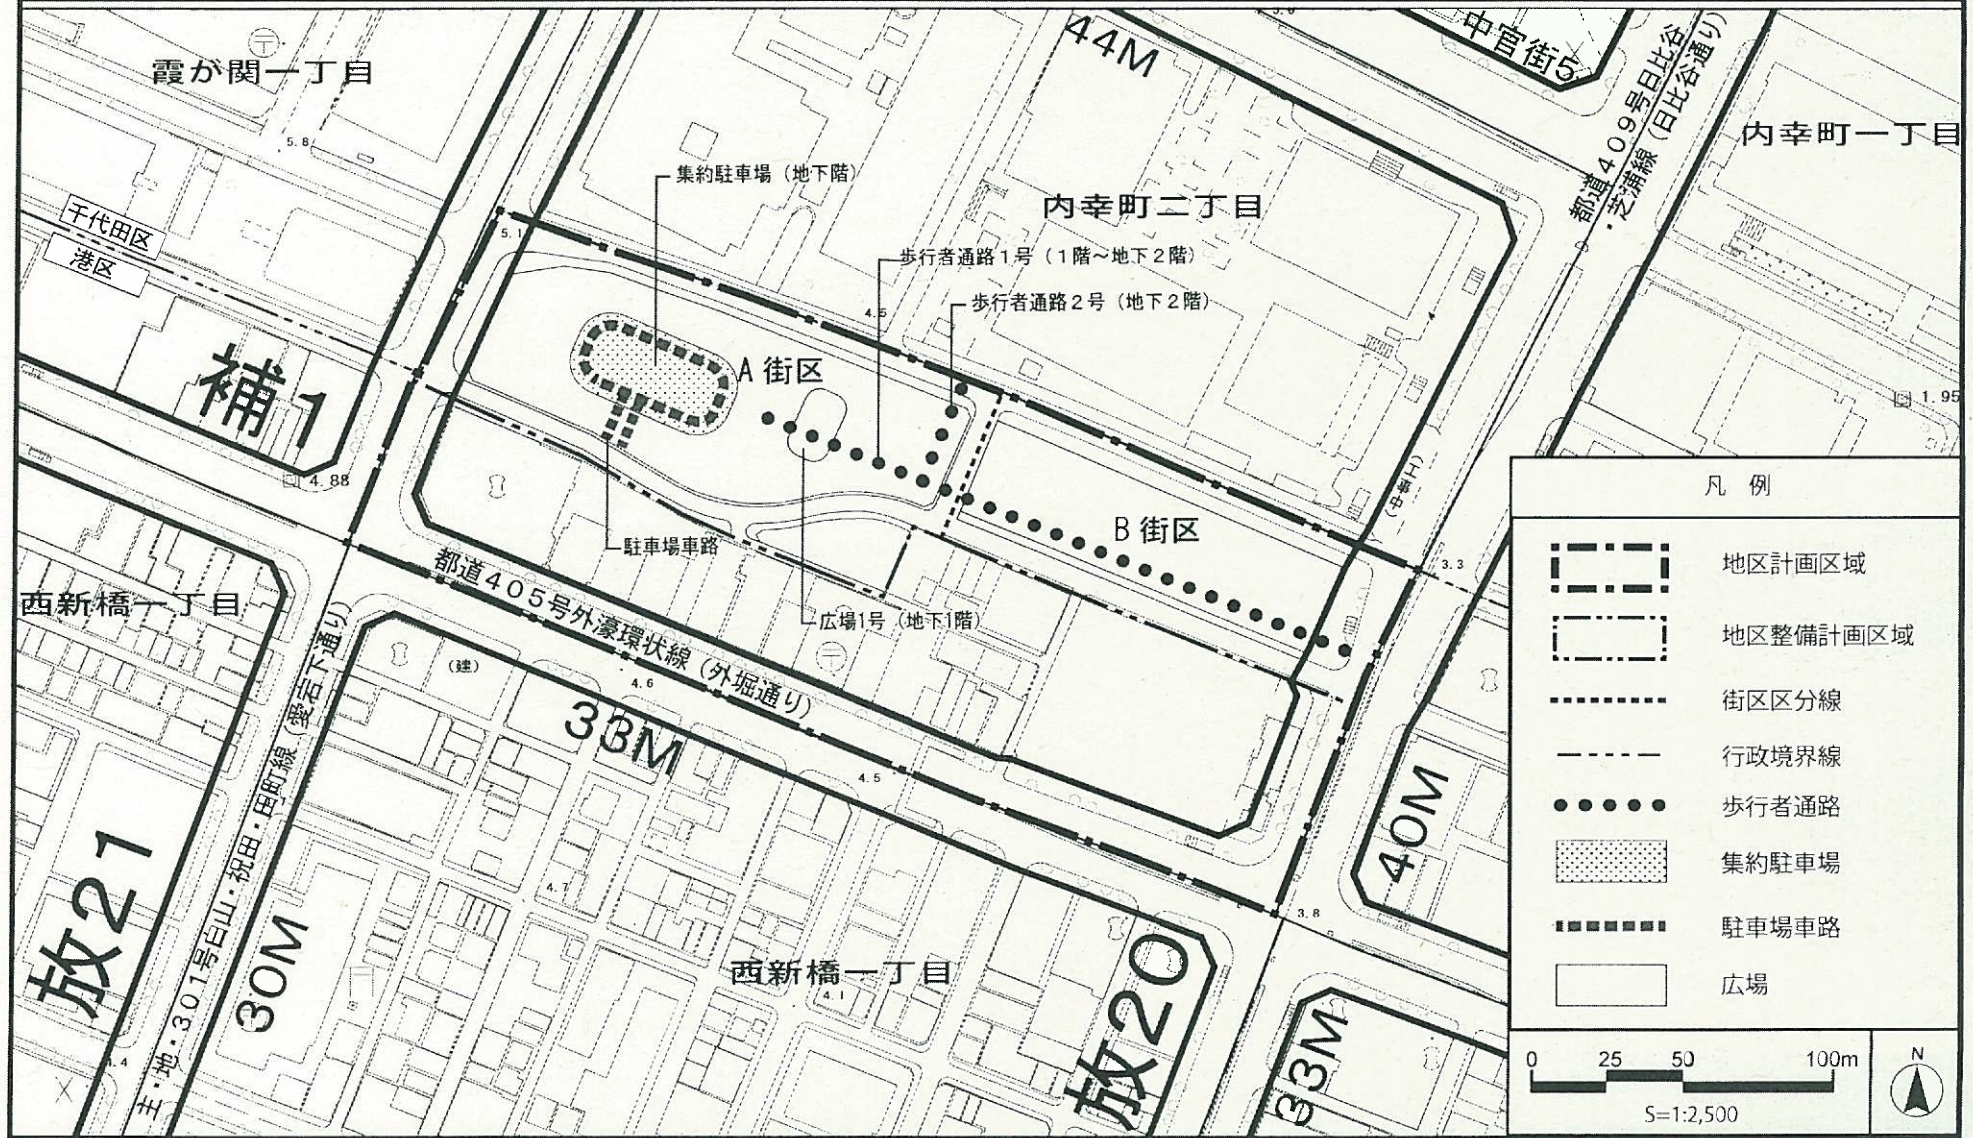 44M
中官街5
霞が関一丁目
都道409号日比谷
・芝浦線（日比谷通り）
内幸町一丁目
5.8
集約駐車場（地下階）
内幸町二丁目
千代田区
港区
5.1
歩行者通路1号（1階～地下2階）
歩行者通路2号（地下2階）
4.5
A 街区
補1
1.95
4.88
(工事中)
B 街区
駐車場車路
3.3
都道405号外濠環状線（外堀通り）
西新橋一丁目
広場1号（地下1階）
(建)
4.6
33M
4.5
40M
放21
主・地・301号白山・祝田・田町線（愛宕下通り）
30M
4.7
3.8
西新橋一丁目
4.1
放20
33M
凡 例
地区計画区域
地区整備計画区域
街区区分線
行政境界線
歩行者通路
集約駐車場
駐車場車路
広場
0 25 50 100m
S=1:2,500
N